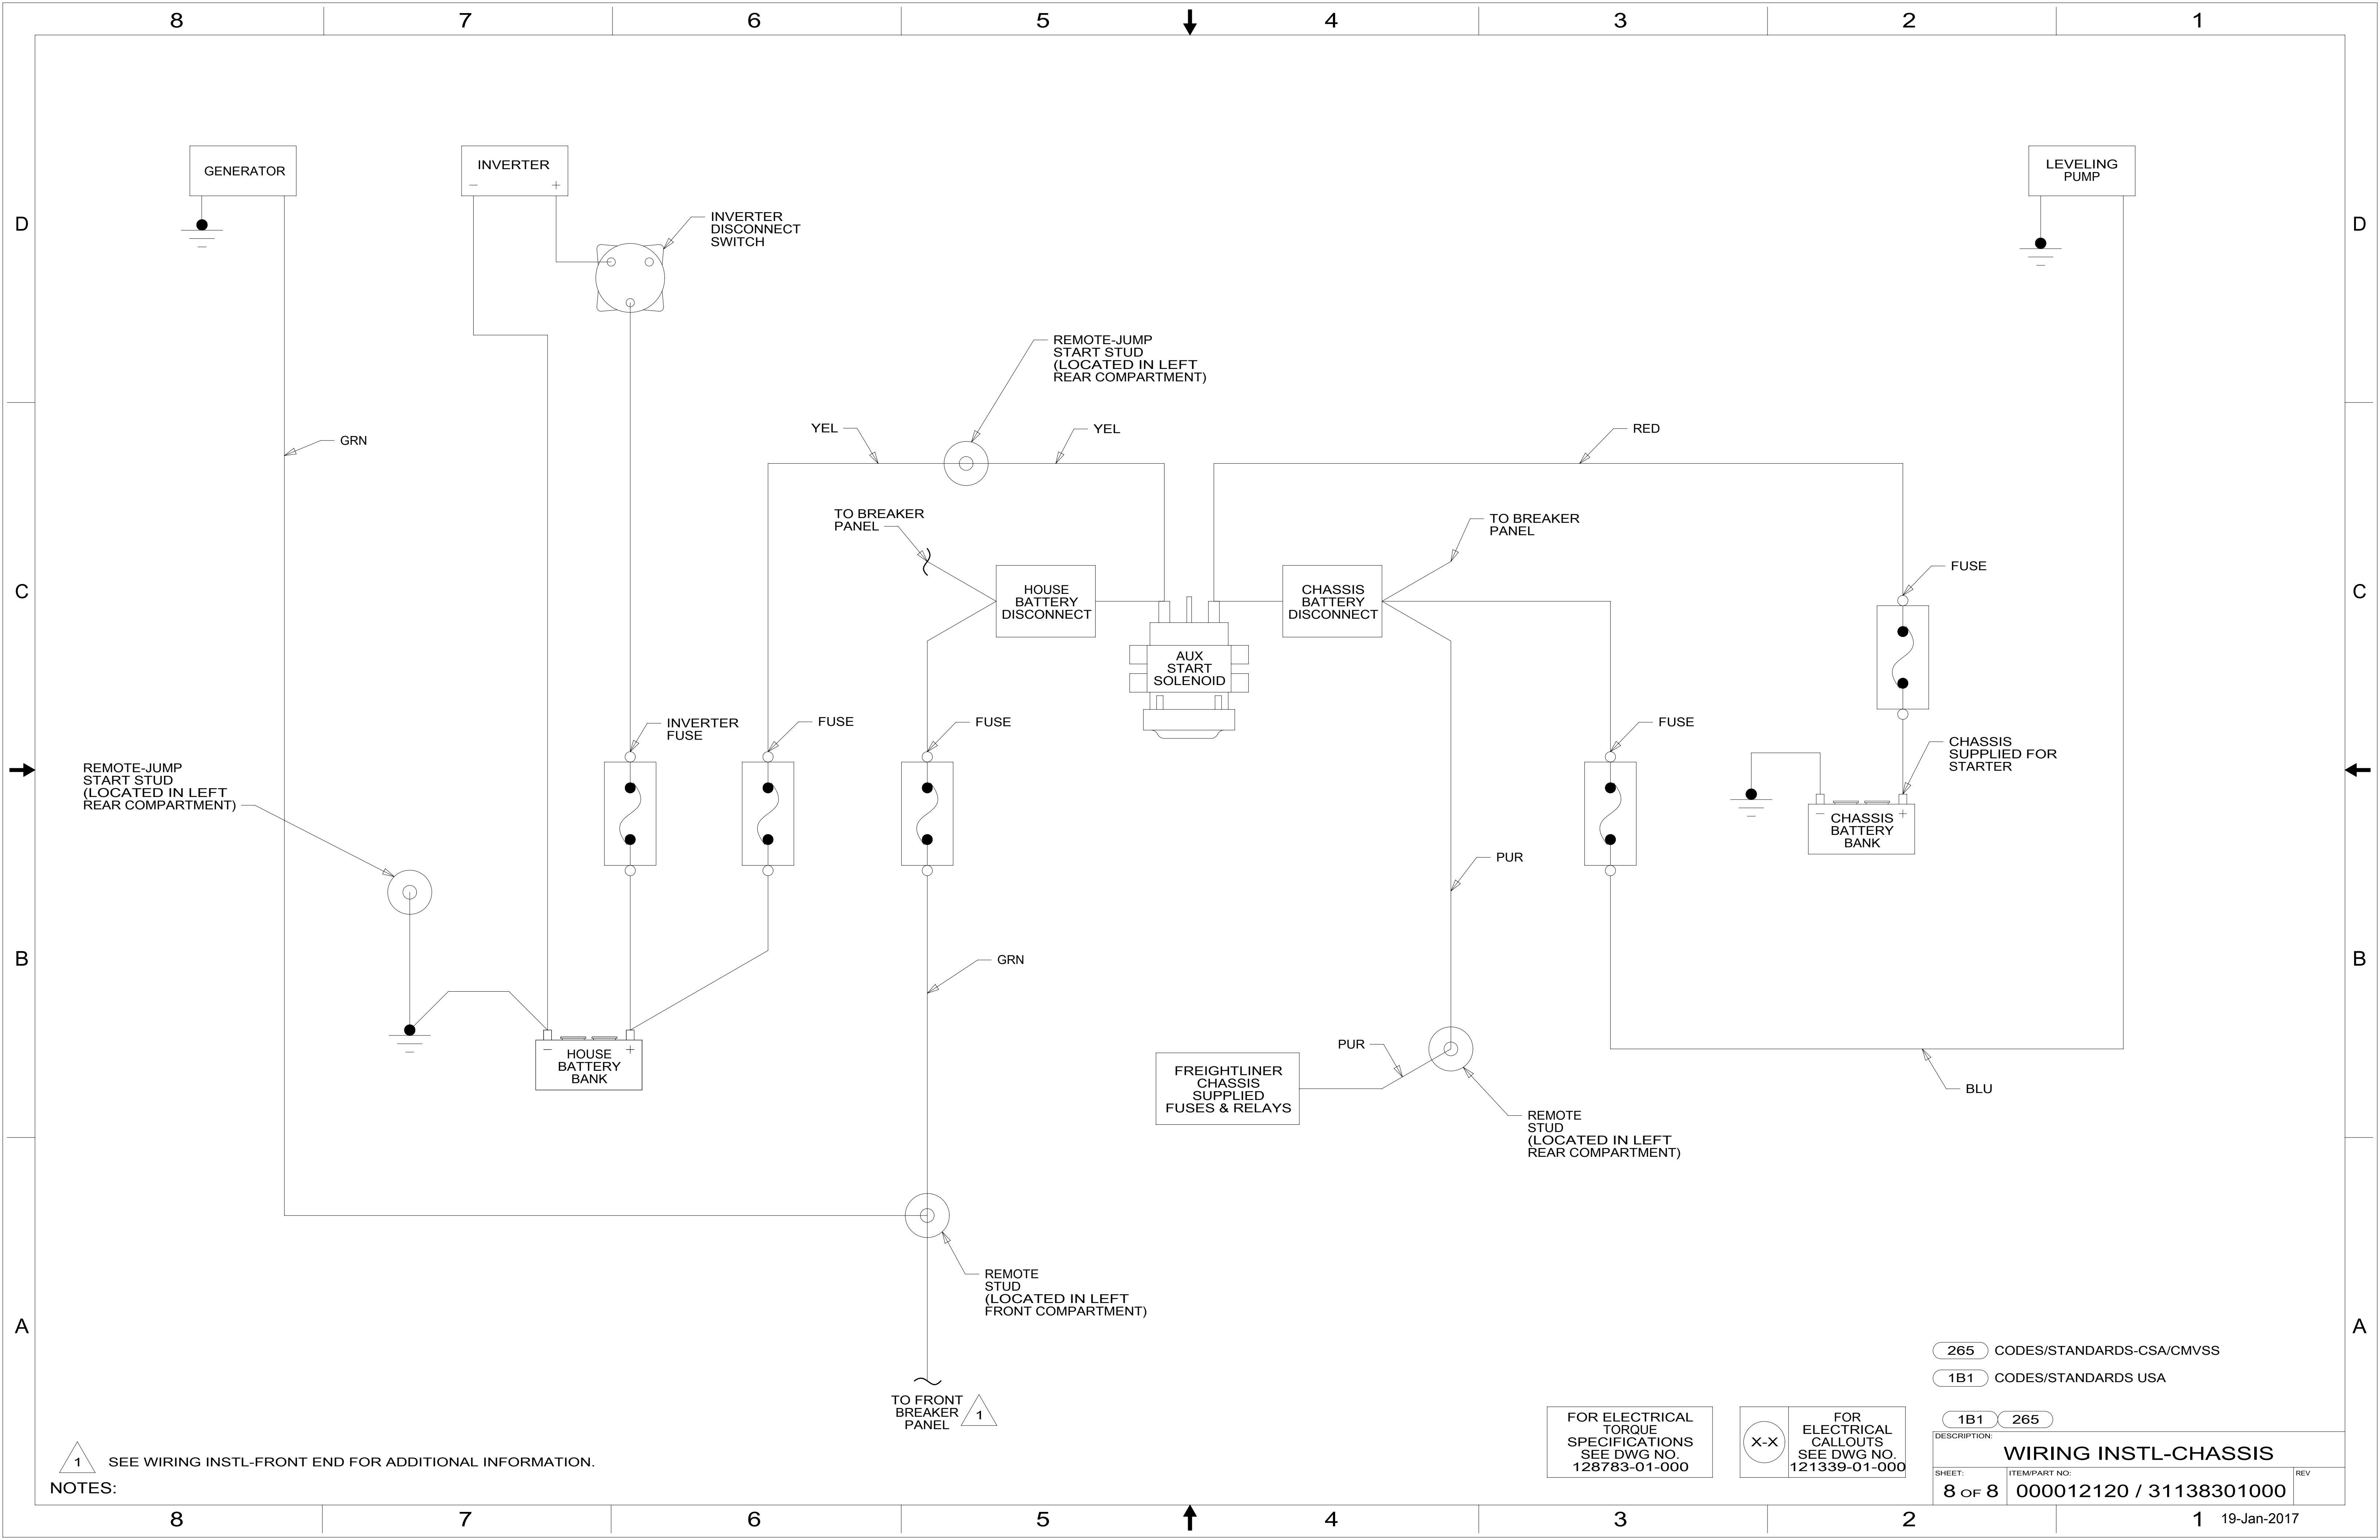 8 7 6 5 4 3 2 1
GENERATOR
INVERTER
– +
LEVELING
PUMP
D
D
INVERTER
DISCONNECT
SWITCH
REMOTE-JUMP
START STUD
(LOCATED IN LEFT
REAR COMPARTMENT)
GRN
YEL
YEL
RED
TO BREAKER
PANEL
TO BREAKER
PANEL
C
C
HOUSE
BATTERY
DISCONNECT
CHASSIS
BATTERY
DISCONNECT
FUSE
AUX
START
SOLENOID
INVERTER
FUSE
FUSE
FUSE
FUSE
CHASSIS
SUPPLIED FOR
STARTER
REMOTE-JUMP
START STUD
(LOCATED IN LEFT
REAR COMPARTMENT)
– +
CHASSIS
BATTERY
BANK
PUR
B
B
GRN
– +
HOUSE
BATTERY
BANK
PUR
FREIGHTLINER
CHASSIS
SUPPLIED
FUSES & RELAYS
BLU
REMOTE
STUD
(LOCATED IN LEFT
REAR COMPARTMENT)
REMOTE
STUD
(LOCATED IN LEFT
FRONT COMPARTMENT)
A
A
265 CODES/STANDARDS-CSA/CMVSS
1B1 CODES/STANDARDS USA
TO FRONT
BREAKER
PANEL
1
FOR ELECTRICAL
TORQUE
SPECIFICATIONS
SEE DWG NO.
128783-01-000
X-X
FOR
ELECTRICAL
CALLOUTS
SEE DWG NO.
121339-01-000
1B1 265
DESCRIPTION:
WIRING INSTL-CHASSIS
SHEET:
8 OF 8
ITEM/PART NO:
000012120 / 31138301000
REV
1 SEE WIRING INSTL-FRONT END FOR ADDITIONAL INFORMATION.
NOTES:
8 7 6 5 4 3 2 1
19-Jan-2017